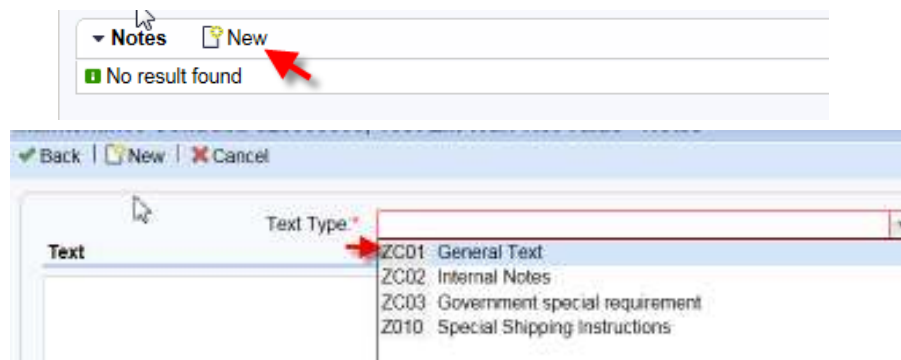 Notes New
No result found
Back | New | Cancel
Text Type:*
Text
ZC01 General Text
ZC02 Internal Notes
ZC03 Government special requirement
Z010 Special Shipping Instructions